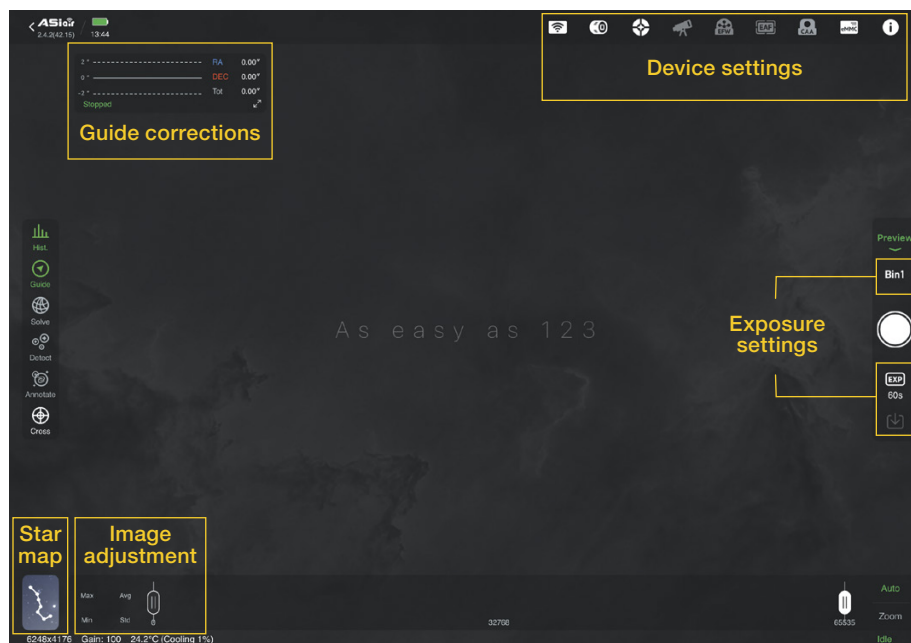 ASiair
2.4.2(42.15)
13:44
EFW
EAF
CAA
eMMC
Device settings
2"
RA 0.00"
0"
DEC 0.00"
-2"
Tot 0.00"
Stopped
Guide corrections
Hist.
Guide
Solve
Detect
Annotate
Cross
As easy as 123
Preview
Bin1
Exposure
settings
EXP
60s
Star
map
Image
adjustment
Max Avg
Min Std
0
32768
65535
Auto
Zoom
Idle
6248x4176 Gain: 100 24.2°C (Cooling 1%)